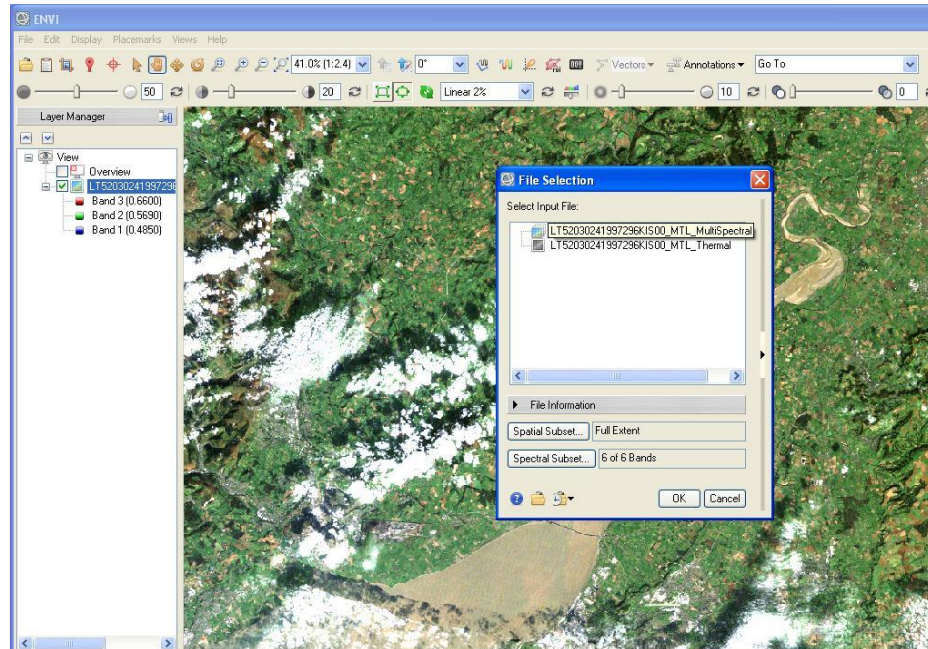 ENVI
File Edit Display Placemarks Views Help
41.0% (1:2.4) 0° Vectors Annotations Go To
50 20 Linear 2% 10 0
Layer Manager
View
Overview
LT52030241997296
Band 3 (0.6600)
Band 2 (0.5690)
Band 1 (0.4850)
File Selection
Select Input File:
LT52030241997296KIS00_MTL_MultiSpectral
LT52030241997296KIS00_MTL_Thermal
File Information
Spatial Subset... Full Extent
Spectral Subset... 6 of 6 Bands
OK Cancel